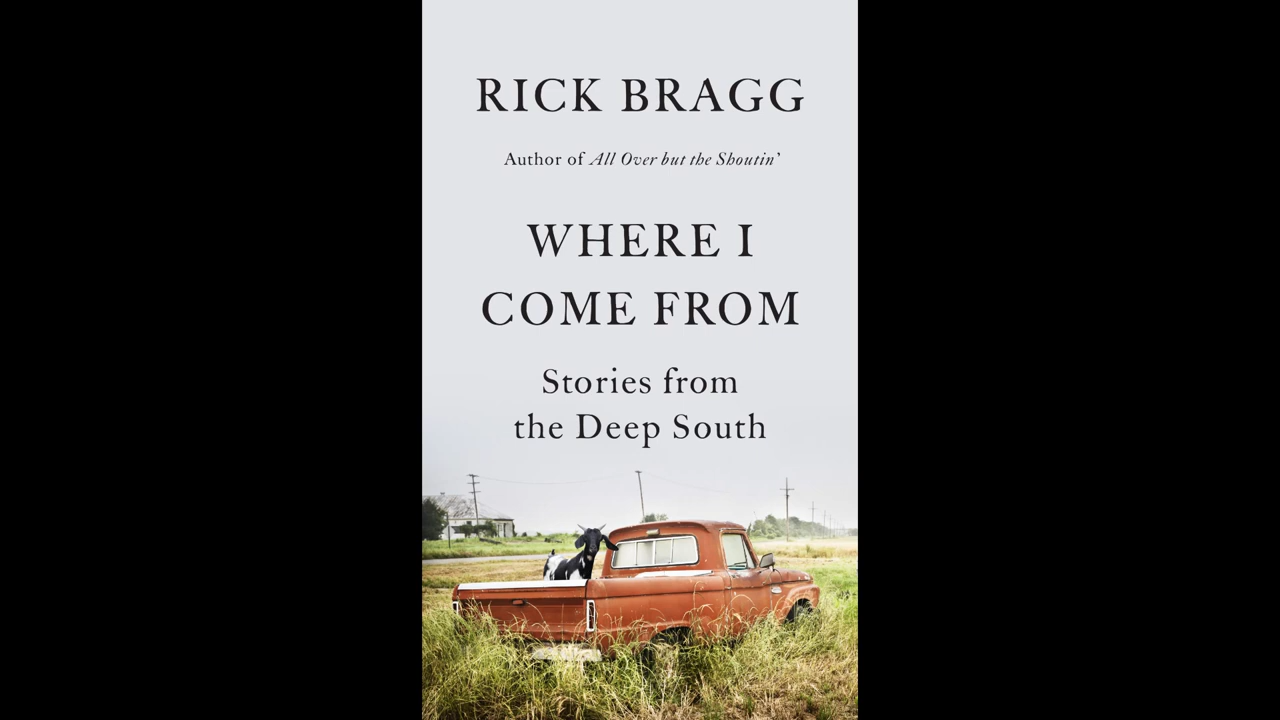 RICK BRAGG
Author of All Over but the Shoutin’
WHERE I
COME FROM
Stories from
the Deep South